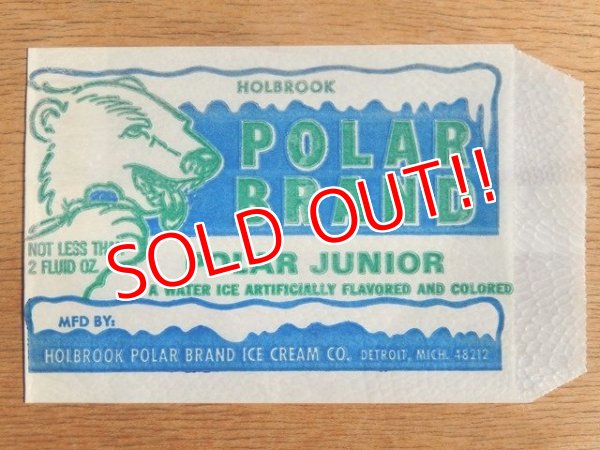 HOLBROOK
POLAR
BRAND
SOLD OUT!!
NOT LESS THAN
2 FLUID OZ.
POLAR JUNIOR
A WATER ICE ARTIFICIALLY FLAVORED AND COLORED
MFD BY:
HOLBROOK POLAR BRAND ICE CREAM CO. DETROIT, MICH. 48212